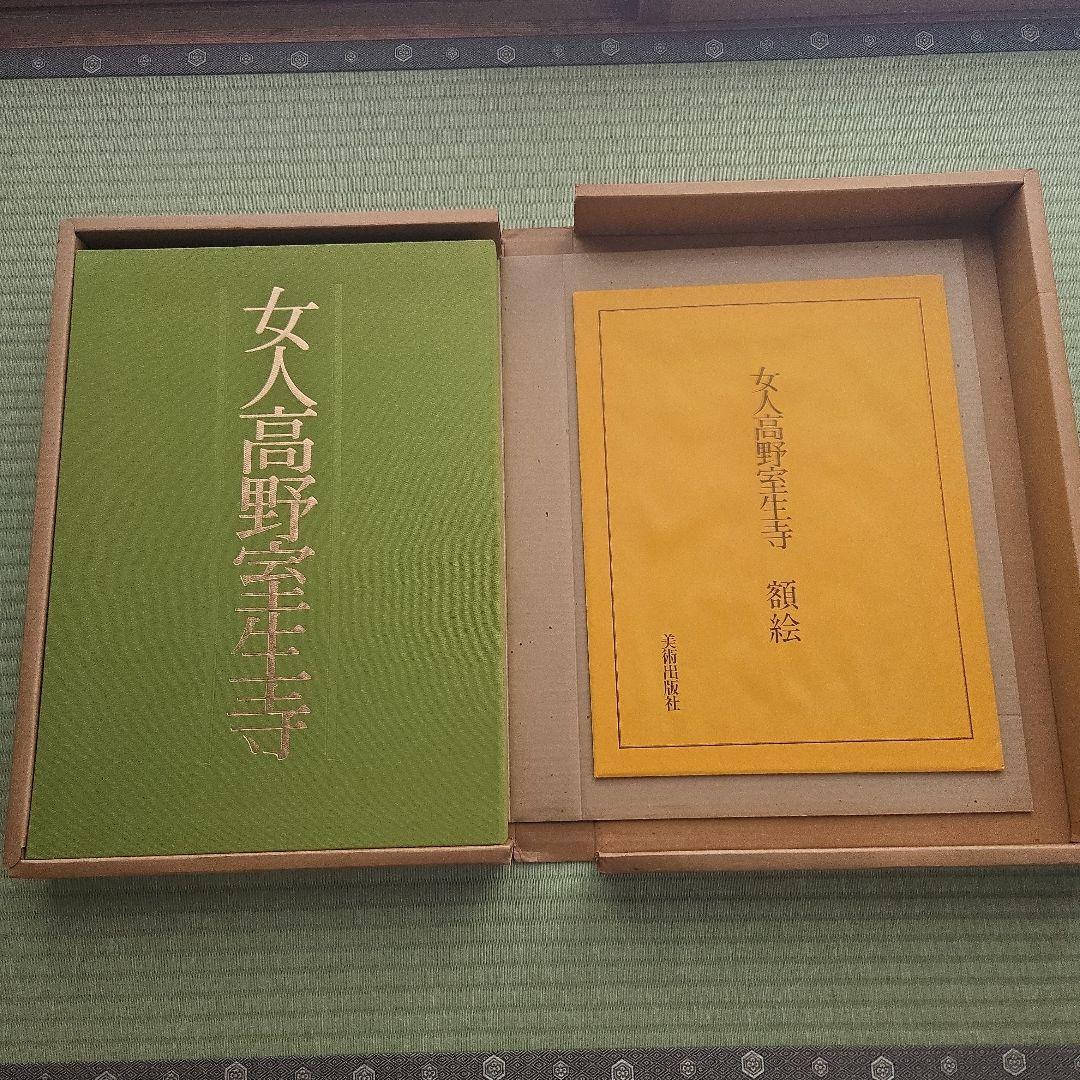 女人高野室生寺
女人高野室生寺　額絵
美術出版社